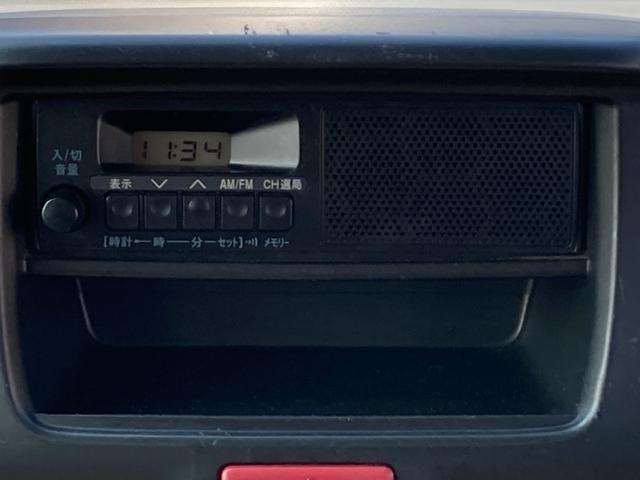 11:34
入/切
音量
表示 AM/FM CH選局
[時計 時 分 セット] メモリー